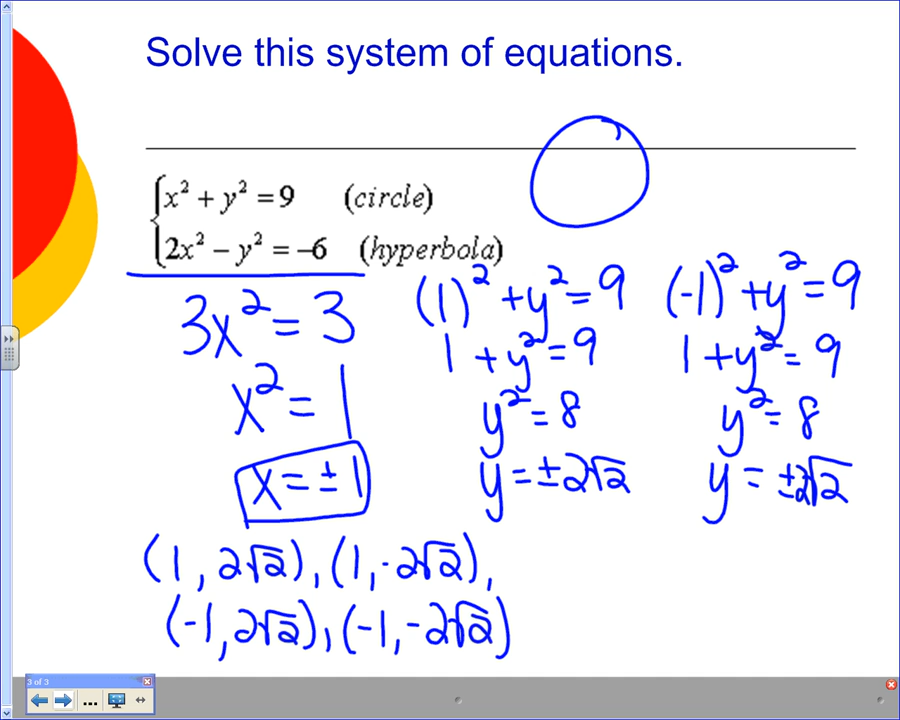 Solve this system of equations.
x² + y² = 9 (circle)
2x² − y² = −6 (hyperbola)
3x² = 3
x² = 1
x = ± 1
(1)² + y² = 9
1 + y² = 9
y² = 8
y = ±2√2
(-1)² + y² = 9
1 + y² = 9
y² = 8
y = ±2√2
(1, 2√2), (1, -2√2),
(-1, 2√2), (-1, -2√2)
3 of 3